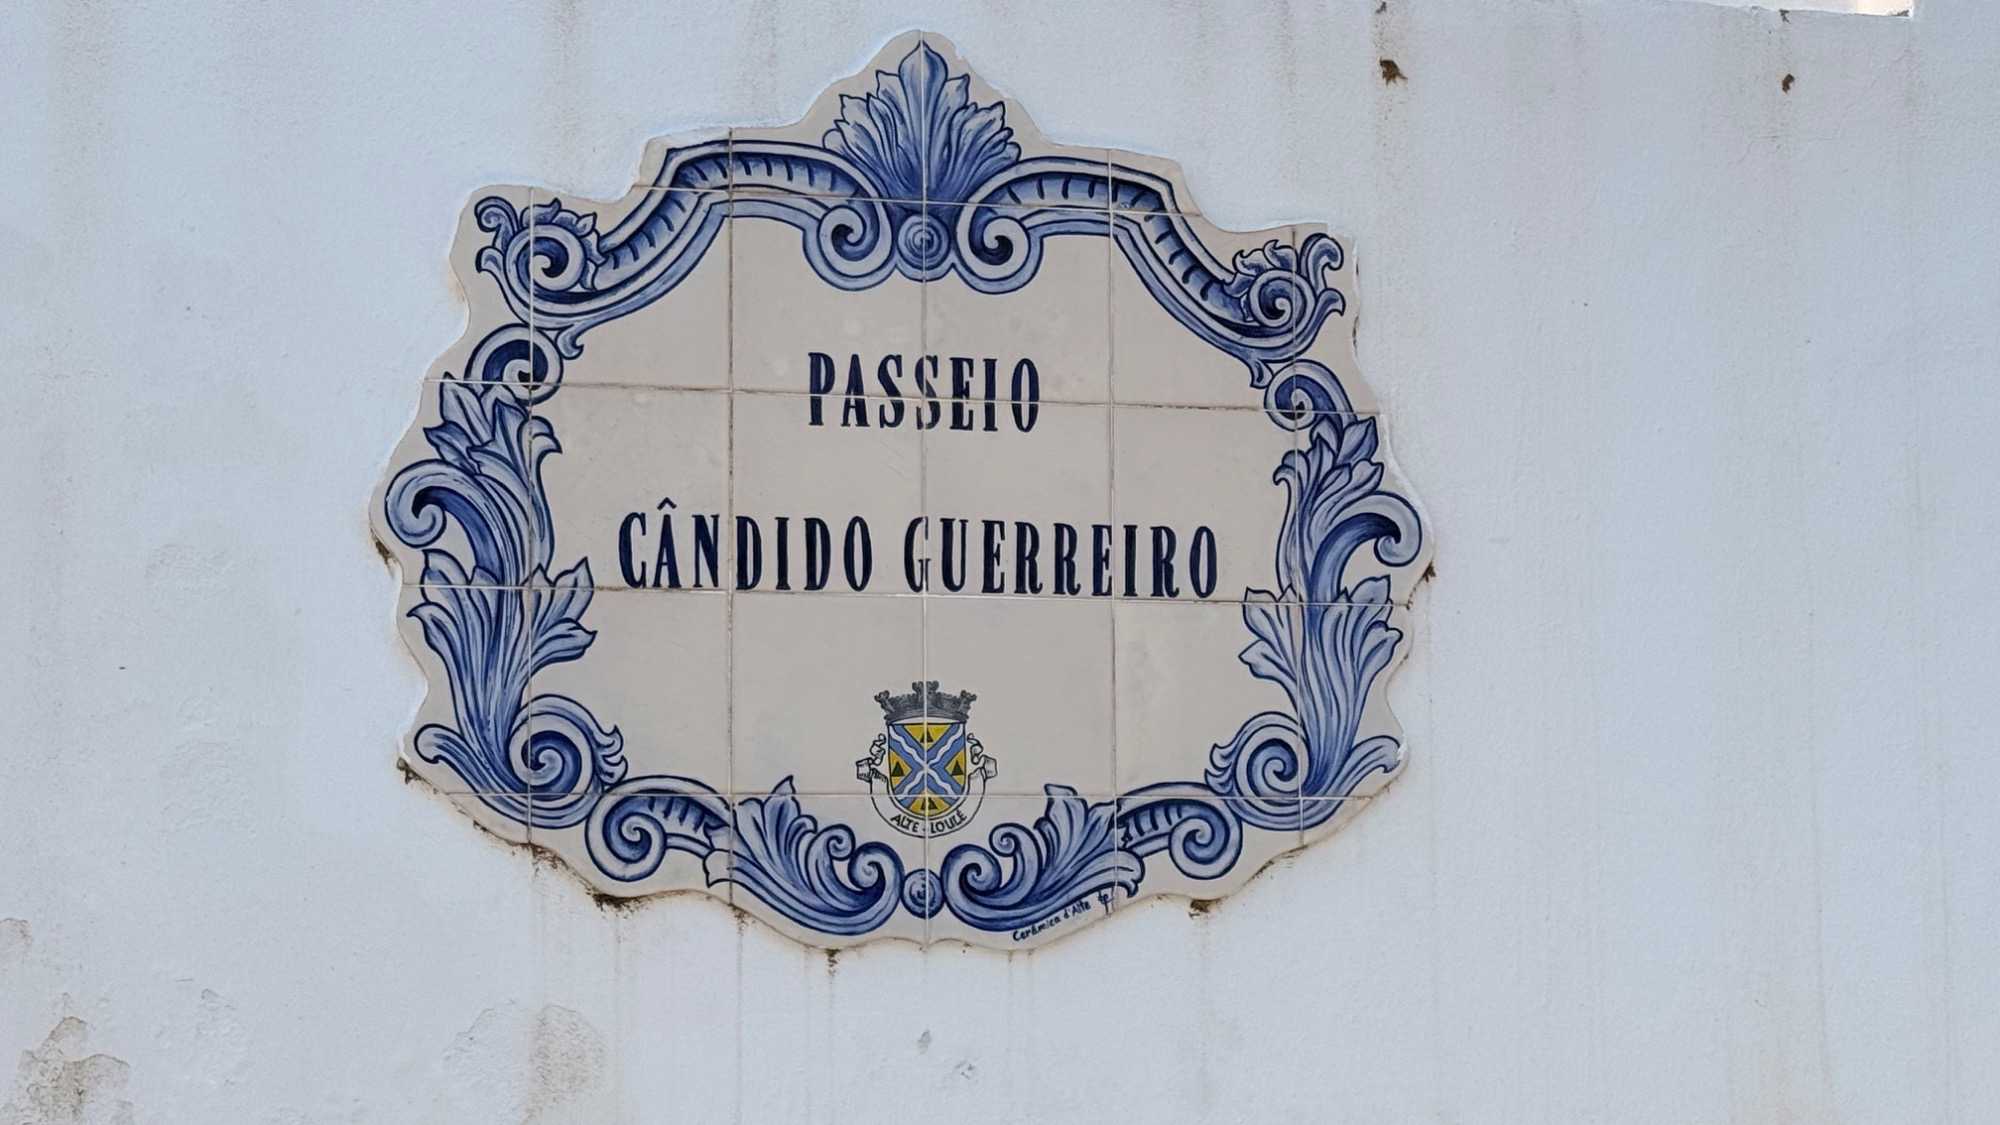 PASSEIO
CÂNDIDO GUERREIRO
ALTE - LOULÉ
Cerâmica d'Alte